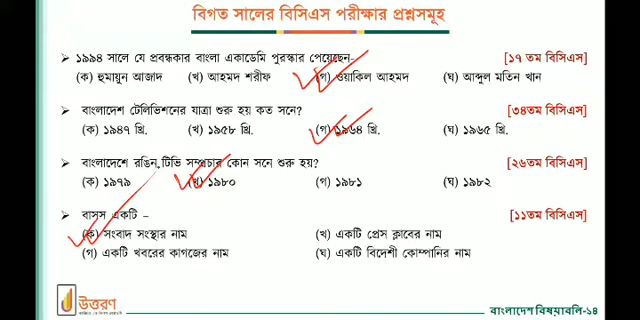 বিগত সালের বিসিএস পরীক্ষার প্রশ্নসমূহ
১৯৯৪ সালে যে প্রবন্ধকার বাংলা একাডেমি পুরস্কার পেয়েছেন- [১৭ তম বিসিএস]
(ক) হুমায়ুন আজাদ (খ) আহমদ শরীফ (গ) ওয়াকিল আহমদ (ঘ) আব্দুল মতিন খান
বাংলাদেশ টেলিভিশনের যাত্রা শুরু হয় কত সনে? [৩৪তম বিসিএস]
(ক) ১৯৪৭ খ্রি. (খ) ১৯৫৮ খ্রি. (গ) ১৯৬৪ খ্রি. (ঘ) ১৯৬৫ খ্রি.
বাংলাদেশে রঙিন টিভি সম্প্রচার কোন সনে শুরু হয়? [২৬তম বিসিএস]
(ক) ১৯৭৯ (খ) ১৯৮০ (গ) ১৯৮১ (ঘ) ১৯৮২
বাসস একটি – [১১তম বিসিএস]
(ক) সংবাদ সংস্থার নাম (খ) একটি প্রেস ক্লাবের নাম
(গ) একটি খবরের কাগজের নাম (ঘ) একটি বিদেশী কোম্পানির নাম
উত্তরণ
বাংলাদেশ বিষয়াবলি-১৪